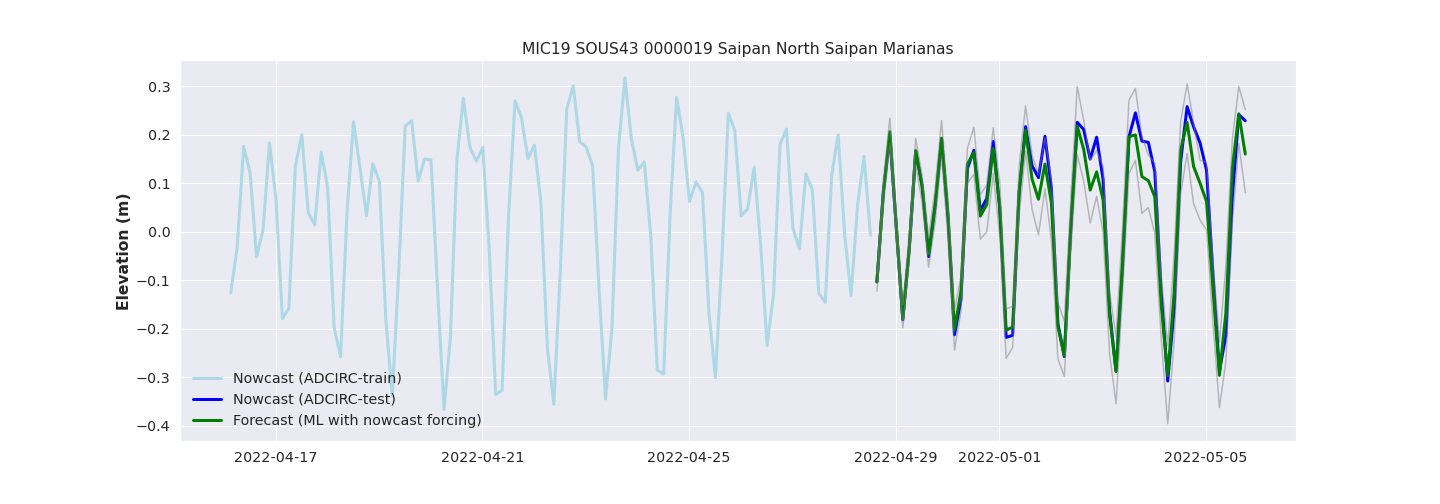 MIC19 SOUS43 0000019 Saipan North Saipan Marianas
Elevation (m)
0.3
0.2
0.1
0.0
−0.1
−0.2
−0.3
−0.4
Nowcast (ADCIRC-train)
Nowcast (ADCIRC-test)
Forecast (ML with nowcast forcing)
2022-04-17
2022-04-21
2022-04-25
2022-04-29
2022-05-01
2022-05-05